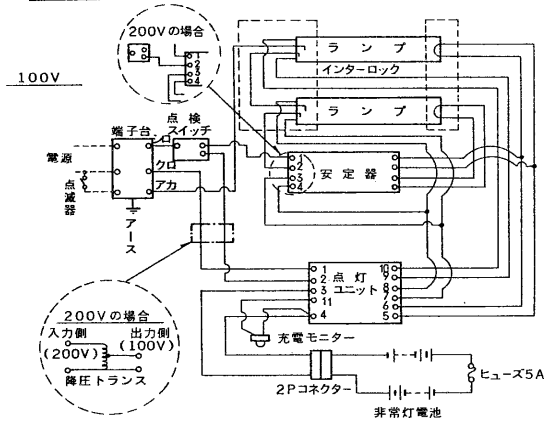 200Vの場合
2
3
4
100V
ランプ
インターロック
ランプ
点検
スイッチ
端子台
シロ
電源
クロ
点滅器
アカ
アース
1
2
3
4
安定器
1
2
3
11
4
点灯
ユニット
10
9
8
7
6
5
200Vの場合
入力側
(200V)
出力側
(100V)
降圧トランス
充電モニター
2Pコネクター
ヒューズ5A
非常灯電池